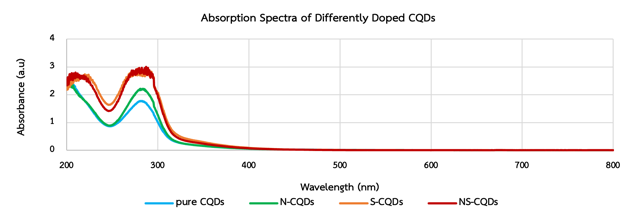 Absorption Spectra of Differently Doped CQDs
Absorbance (a.u)
4
3
2
1
0
200 300 400 500 600 700 800
Wavelength (nm)
pure CQDs N-CQDs S-CQDs NS-CQDs